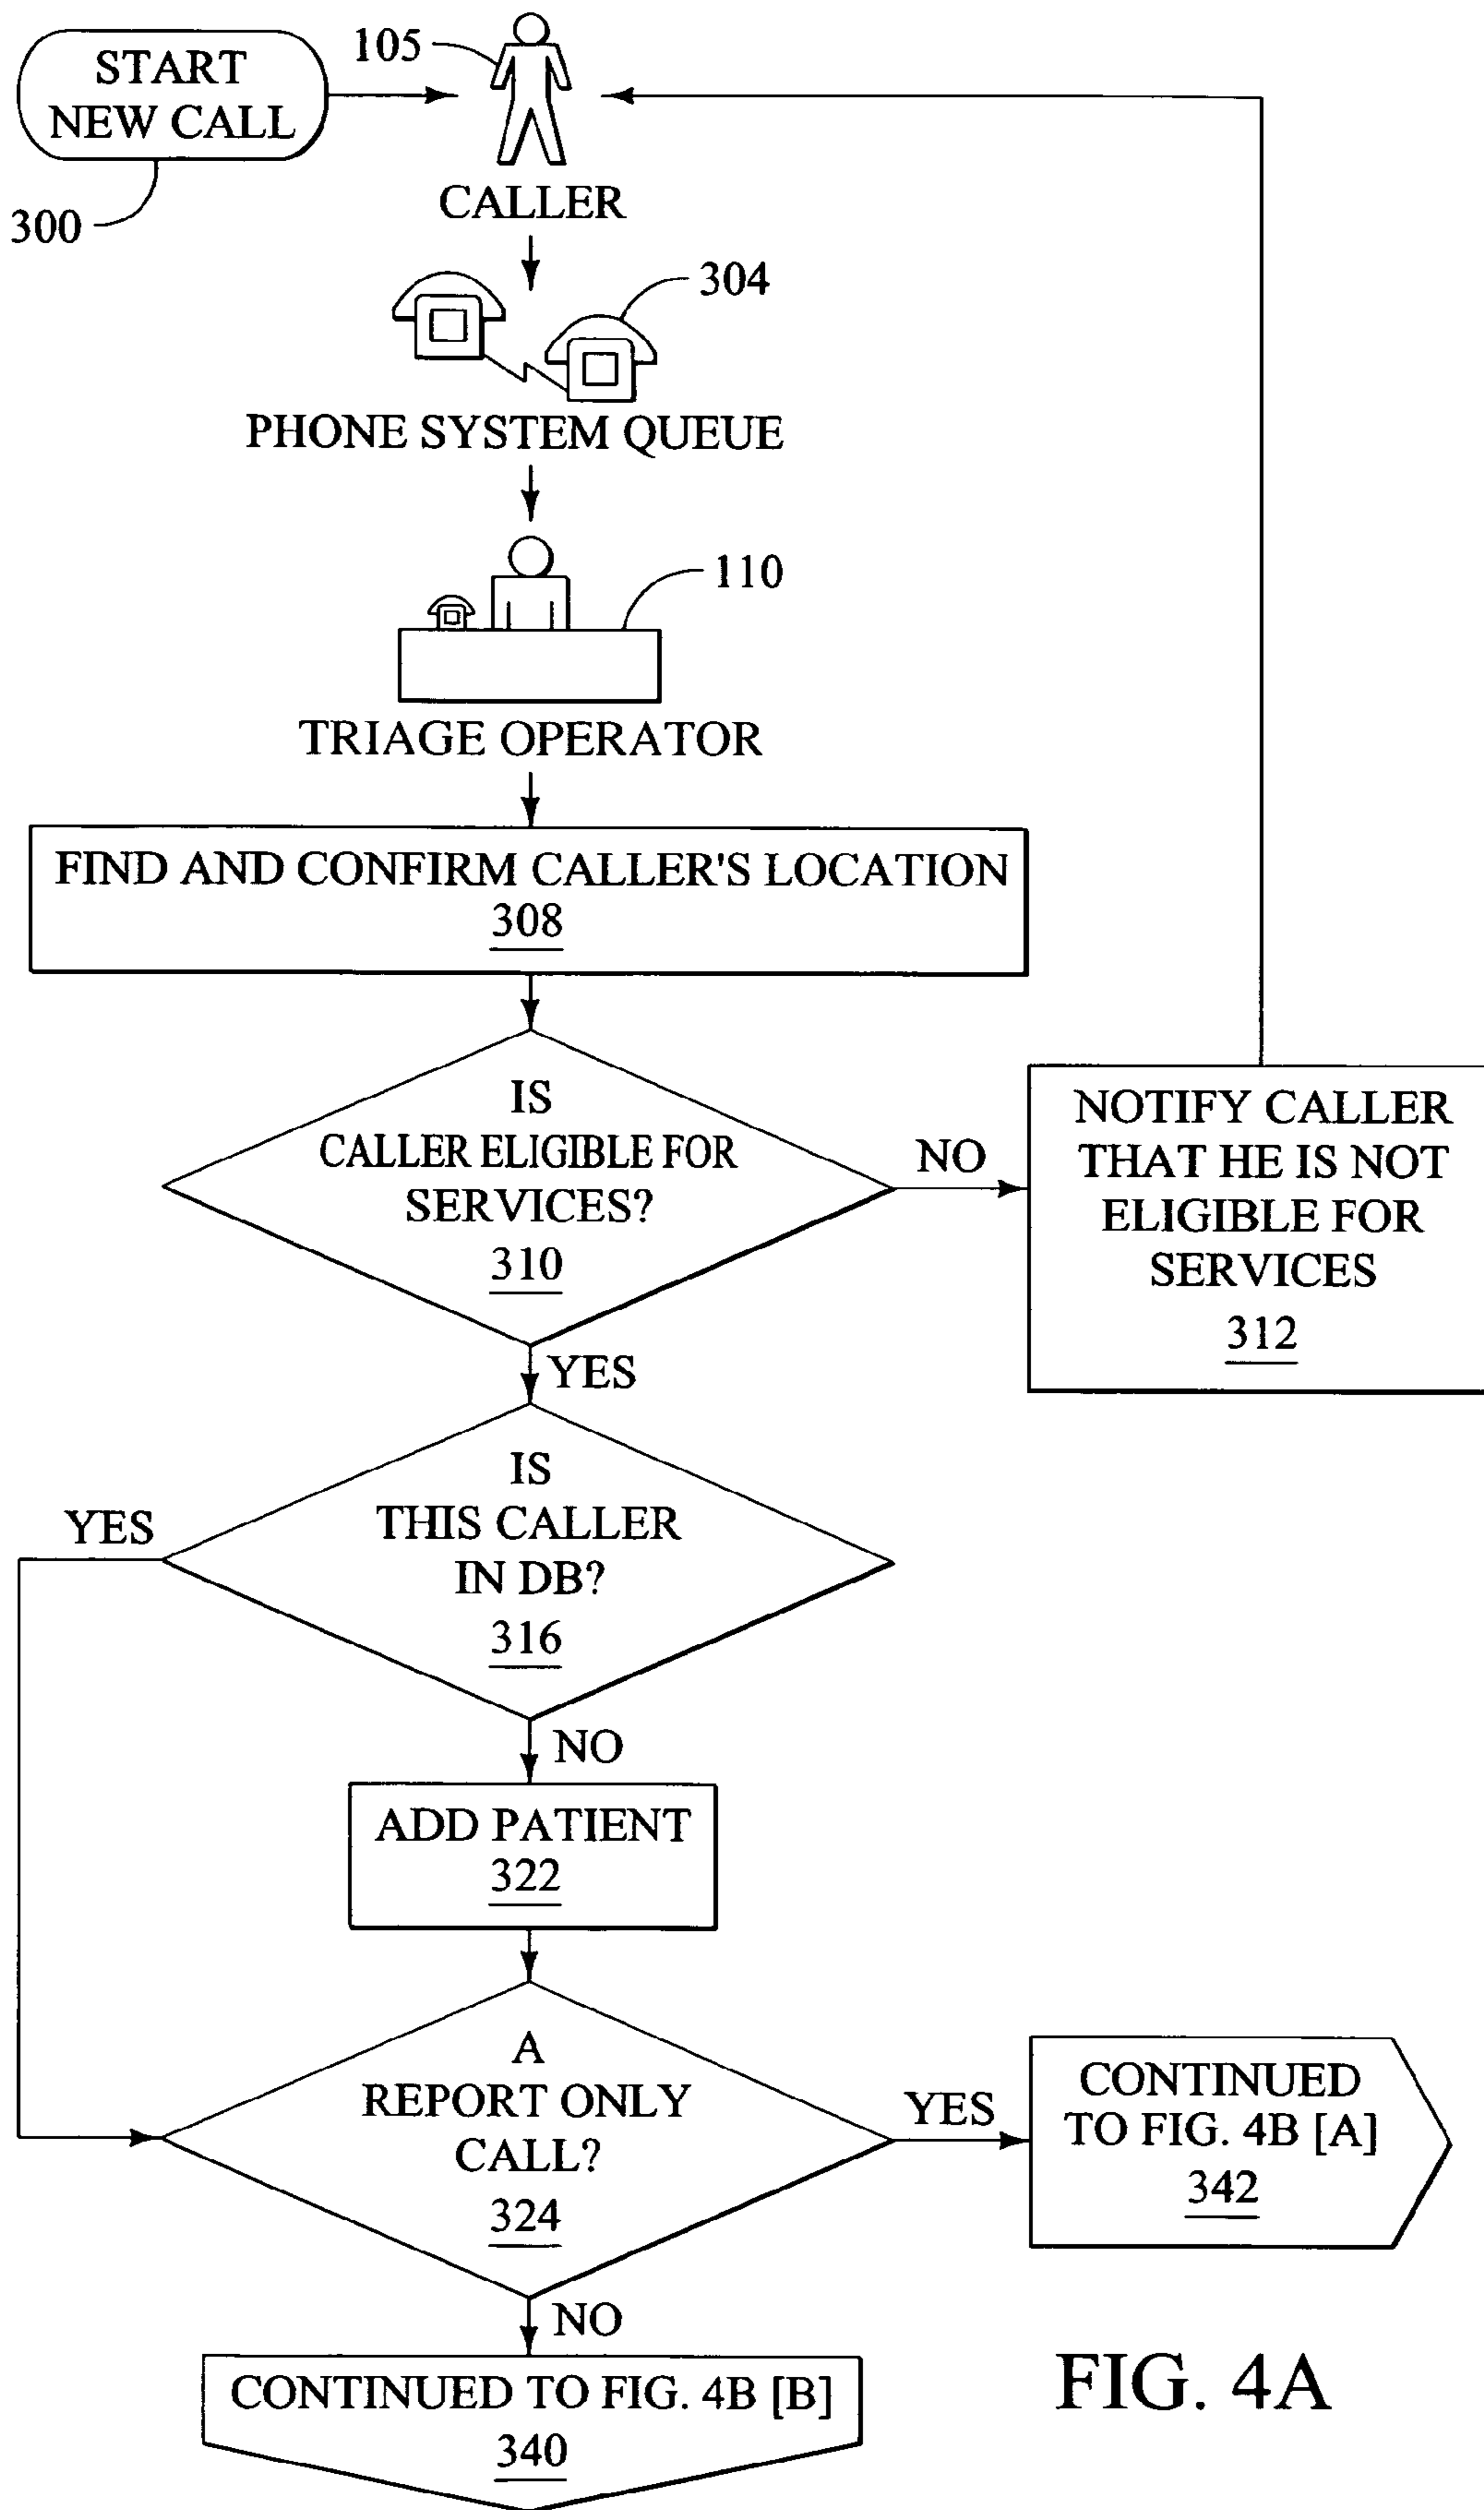 START
NEW CALL
300
105
CALLER
304
PHONE SYSTEM QUEUE
110
TRIAGE OPERATOR
FIND AND CONFIRM CALLER'S LOCATION
308
IS
CALLER ELIGIBLE FOR
SERVICES?
310
NO
NOTIFY CALLER
THAT HE IS NOT
ELIGIBLE FOR
SERVICES
312
YES
IS
THIS CALLER
IN DB?
316
YES
NO
ADD PATIENT
322
A
REPORT ONLY
CALL?
324
YES
CONTINUED
TO FIG. 4B [A]
342
NO
CONTINUED TO FIG. 4B [B]
340
FIG. 4A